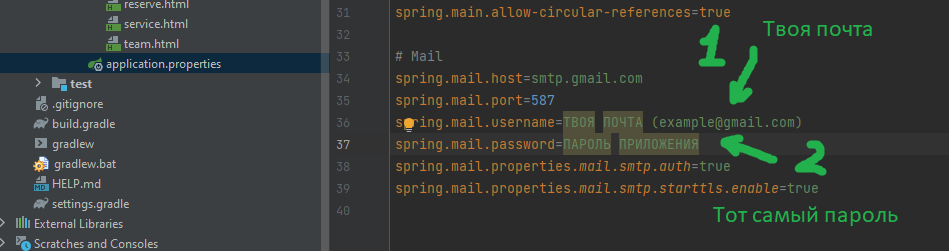 reserve.html
service.html
team.html
application.properties
test
.gitignore
build.gradle
gradlew
gradlew.bat
HELP.md
settings.gradle
External Libraries
Scratches and Consoles
31 spring.main.allow-circular-references=true
32
33 # Mail
34 spring.mail.host=smtp.gmail.com
35 spring.mail.port=587
36 spring.mail.username=ТВОЯ ПОЧТА (example@gmail.com)
37 spring.mail.password=ПАРОЛЬ ПРИЛОЖЕНИЯ
38 spring.mail.properties.mail.smtp.auth=true
39 spring.mail.properties.mail.smtp.starttls.enable=true
40
1 Твоя почта
2
Тот самый пароль